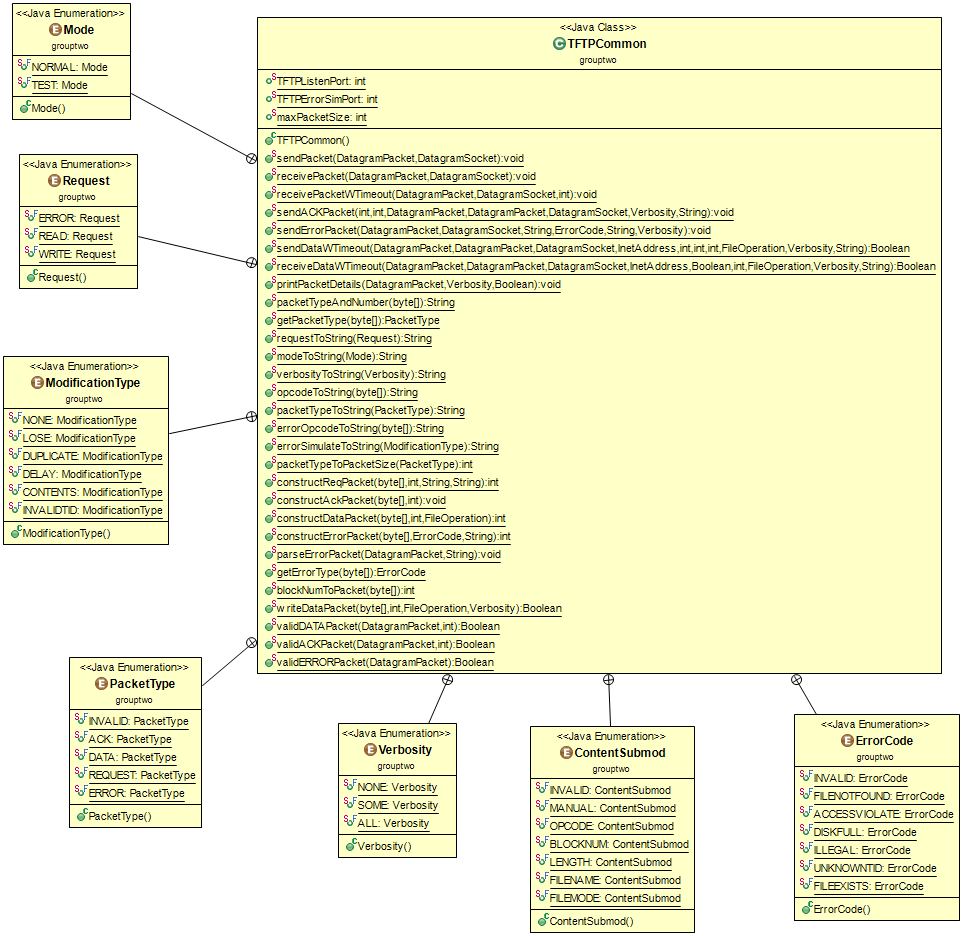 <<Java Enumeration>>
Mode
grouptwo
NORMAL: Mode
TEST: Mode
Mode()
<<Java Enumeration>>
Request
grouptwo
ERROR: Request
READ: Request
WRITE: Request
Request()
<<Java Enumeration>>
ModificationType
grouptwo
NONE: ModificationType
LOSE: ModificationType
DUPLICATE: ModificationType
DELAY: ModificationType
CONTENTS: ModificationType
INVALIDTID: ModificationType
ModificationType()
<<Java Enumeration>>
PacketType
grouptwo
INVALID: PacketType
ACK: PacketType
DATA: PacketType
REQUEST: PacketType
ERROR: PacketType
PacketType()
<<Java Class>>
TFTPCommon
grouptwo
TFTPListenPort: int
TFTPErrorSimPort: int
maxPacketSize: int
TFTPCommon()
sendPacket(DatagramPacket,DatagramSocket):void
receivePacket(DatagramPacket,DatagramSocket):void
receivePacketWTimeout(DatagramPacket,DatagramSocket,int):void
sendACKPacket(int,int,DatagramPacket,DatagramPacket,DatagramSocket,Verbosity,String):void
sendErrorPacket(DatagramPacket,DatagramSocket,String,ErrorCode,String,Verbosity):void
sendDataWTimeout(DatagramPacket,DatagramPacket,DatagramSocket,InetAddress,int,int,int,FileOperation,Verbosity,String):Boolean
receiveDataWTimeout(DatagramPacket,DatagramPacket,DatagramSocket,InetAddress,Boolean,int,FileOperation,Verbosity,String):Boolean
printPacketDetails(DatagramPacket,Verbosity,Boolean):void
packetTypeAndNumber(byte[]):String
getPacketType(byte[]):PacketType
requestToString(Request):String
modeToString(Mode):String
verbosityToString(Verbosity):String
opcodeToString(byte[]):String
packetTypeToString(PacketType):String
errorOpcodeToString(byte[]):String
errorSimulateToString(ModificationType):String
packetTypeToPacketSize(PacketType):int
constructReqPacket(byte[],int,String,String):int
constructAckPacket(byte[],int):void
constructDataPacket(byte[],int,FileOperation):int
constructErrorPacket(byte[],ErrorCode,String):int
parseErrorPacket(DatagramPacket,String):void
getErrorType(byte[]):ErrorCode
blockNumToPacket(byte[]):int
writeDataPacket(byte[],int,FileOperation,Verbosity):Boolean
validDATAPacket(DatagramPacket,int):Boolean
validACKPacket(DatagramPacket,int):Boolean
validERRORPacket(DatagramPacket):Boolean
<<Java Enumeration>>
Verbosity
grouptwo
NONE: Verbosity
SOME: Verbosity
ALL: Verbosity
Verbosity()
<<Java Enumeration>>
ContentSubmod
grouptwo
INVALID: ContentSubmod
MANUAL: ContentSubmod
OPCODE: ContentSubmod
BLOCKNUM: ContentSubmod
LENGTH: ContentSubmod
FILENAME: ContentSubmod
FILEMODE: ContentSubmod
ContentSubmod()
<<Java Enumeration>>
ErrorCode
grouptwo
INVALID: ErrorCode
FILENOTFOUND: ErrorCode
ACCESSVIOLATE: ErrorCode
DISKFULL: ErrorCode
ILLEGAL: ErrorCode
UNKNOWNTID: ErrorCode
FILEEXISTS: ErrorCode
ErrorCode()